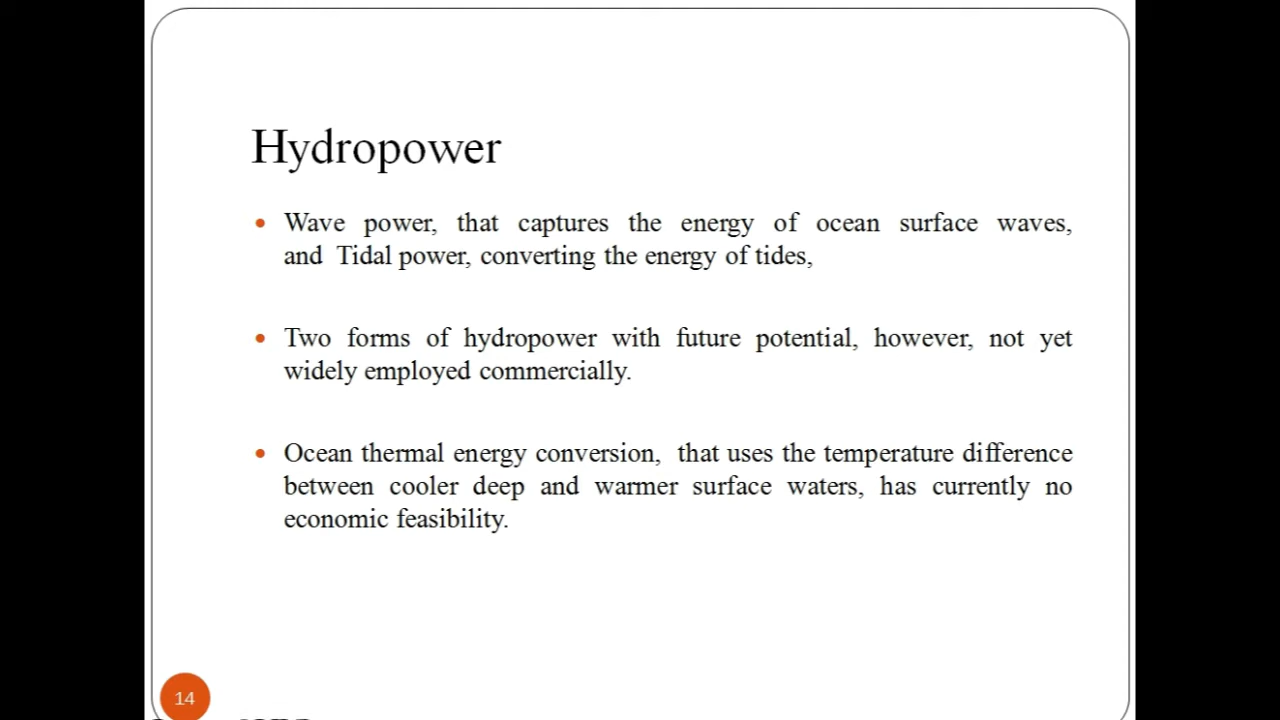 Hydropower
Wave power, that captures the energy of ocean surface waves,
and Tidal power, converting the energy of tides,
Two forms of hydropower with future potential, however, not yet
widely employed commercially.
Ocean thermal energy conversion, that uses the temperature difference
between cooler deep and warmer surface waters, has currently no
economic feasibility.
14